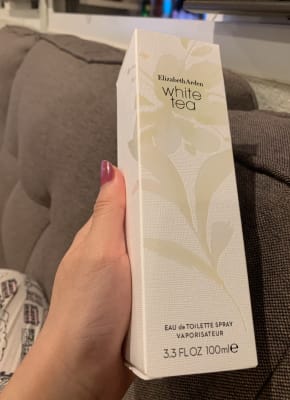 ElizabethArden
white
tea
EAU de TOILETTE SPRAY
VAPORISATEUR
3.3 FL OZ 100ml℮